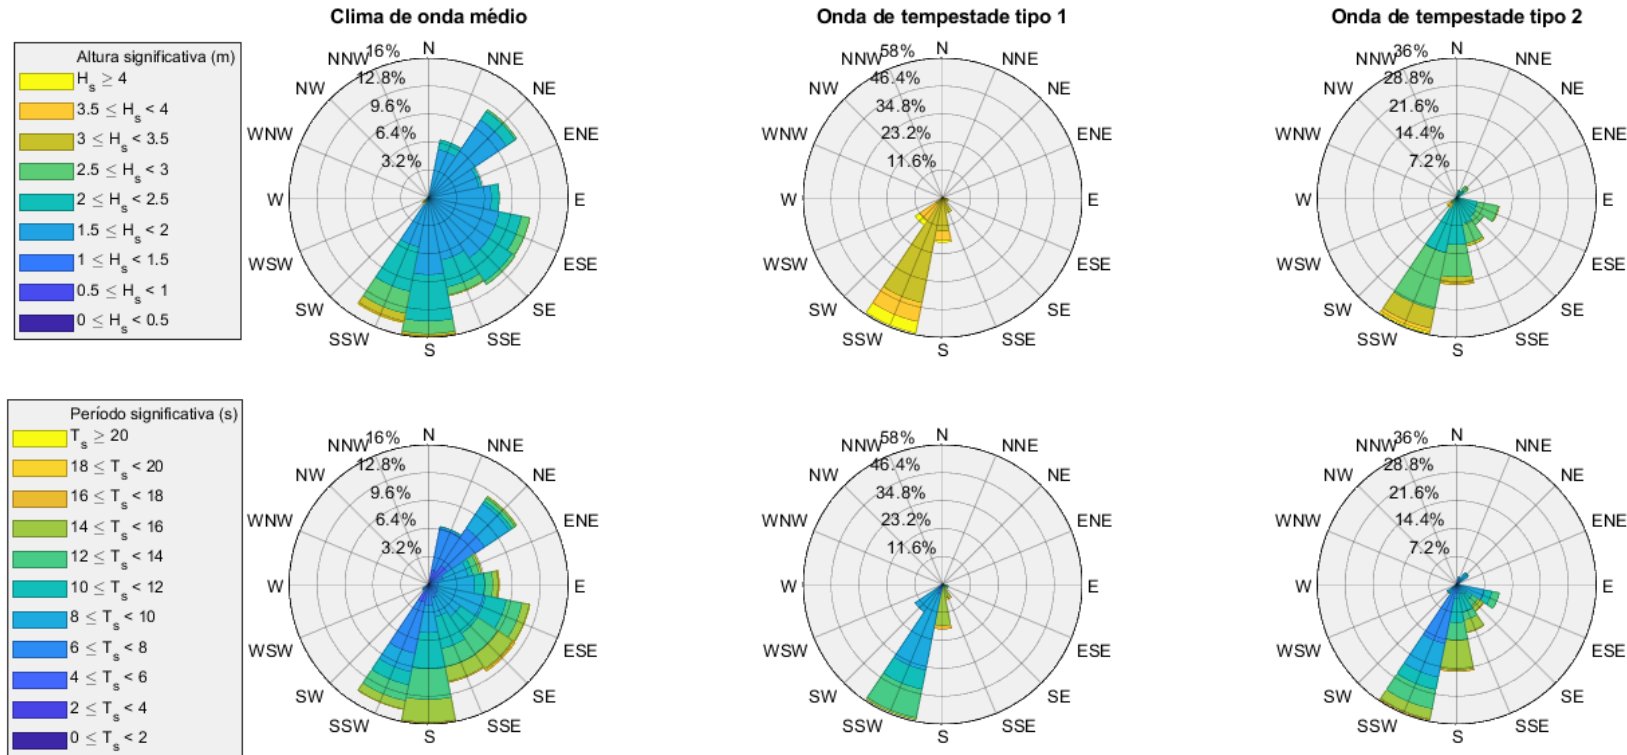 Clima de onda médio
Onda de tempestade tipo 1
Onda de tempestade tipo 2
Altura significativa (m)
H_s ≥ 4
3.5 ≤ H_s < 4
3 ≤ H_s < 3.5
2.5 ≤ H_s < 3
2 ≤ H_s < 2.5
1.5 ≤ H_s < 2
1 ≤ H_s < 1.5
0.5 ≤ H_s < 1
0 ≤ H_s < 0.5
N
NNE
NE
ENE
E
ESE
SE
SSE
S
SSW
SW
WSW
W
WNW
NW
NNW
16%
12.8%
9.6%
6.4%
3.2%
N
NNE
NE
ENE
E
ESE
SE
SSE
S
SSW
SW
WSW
W
WNW
NW
NNW
58%
46.4%
34.8%
23.2%
11.6%
N
NNE
NE
ENE
E
ESE
SE
SSE
S
SSW
SW
WSW
W
WNW
NW
NNW
36%
28.8%
21.6%
14.4%
7.2%
Período significativa (s)
T_s ≥ 20
18 ≤ T_s < 20
16 ≤ T_s < 18
14 ≤ T_s < 16
12 ≤ T_s < 14
10 ≤ T_s < 12
8 ≤ T_s < 10
6 ≤ T_s < 8
4 ≤ T_s < 6
2 ≤ T_s < 4
0 ≤ T_s < 2
N
NNE
NE
ENE
E
ESE
SE
SSE
S
SSW
SW
WSW
W
WNW
NW
NNW
16%
12.8%
9.6%
6.4%
3.2%
N
NNE
NE
ENE
E
ESE
SE
SSE
S
SSW
SW
WSW
W
WNW
NW
NNW
58%
46.4%
34.8%
23.2%
11.6%
N
NNE
NE
ENE
E
ESE
SE
SSE
S
SSW
SW
WSW
W
WNW
NW
NNW
36%
28.8%
21.6%
14.4%
7.2%